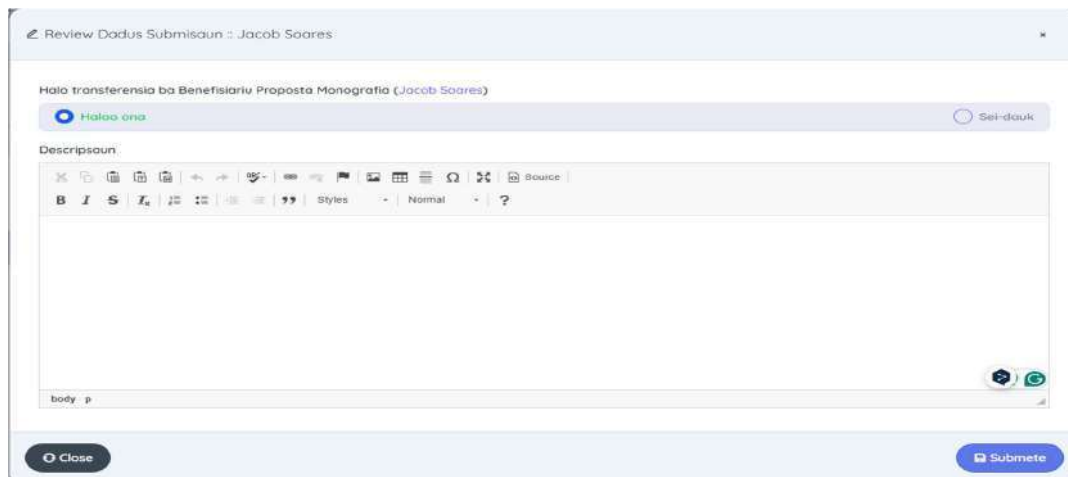 Review Dadus Submisaun :: Jacob Soares
Halo transferensia ba Benefisiariu Proposta Monografia (Jacob Soares)
Halao ona
Sei-dauk
Descripsaun
Source
B I S Styles Normal ?
body p
Close
Submete